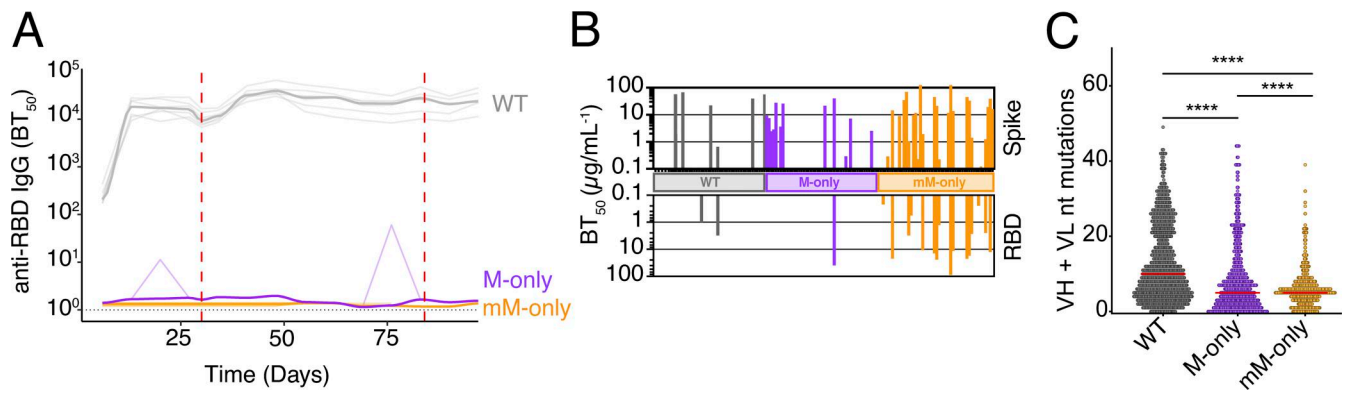 A
anti-RBD IgG (BT50)
10^5
10^4
10^3
10^2
10^1
10^0
WT
M-only
mM-only
25
50
75
Time (Days)
B
BT50 (µg/mL-1)
100
10
1
0.1
Spike
WT
M-only
mM-only
0.1
1
10
100
RBD
C
VH + VL nt mutations
60
40
20
0
****
****
****
WT
M-only
mM-only